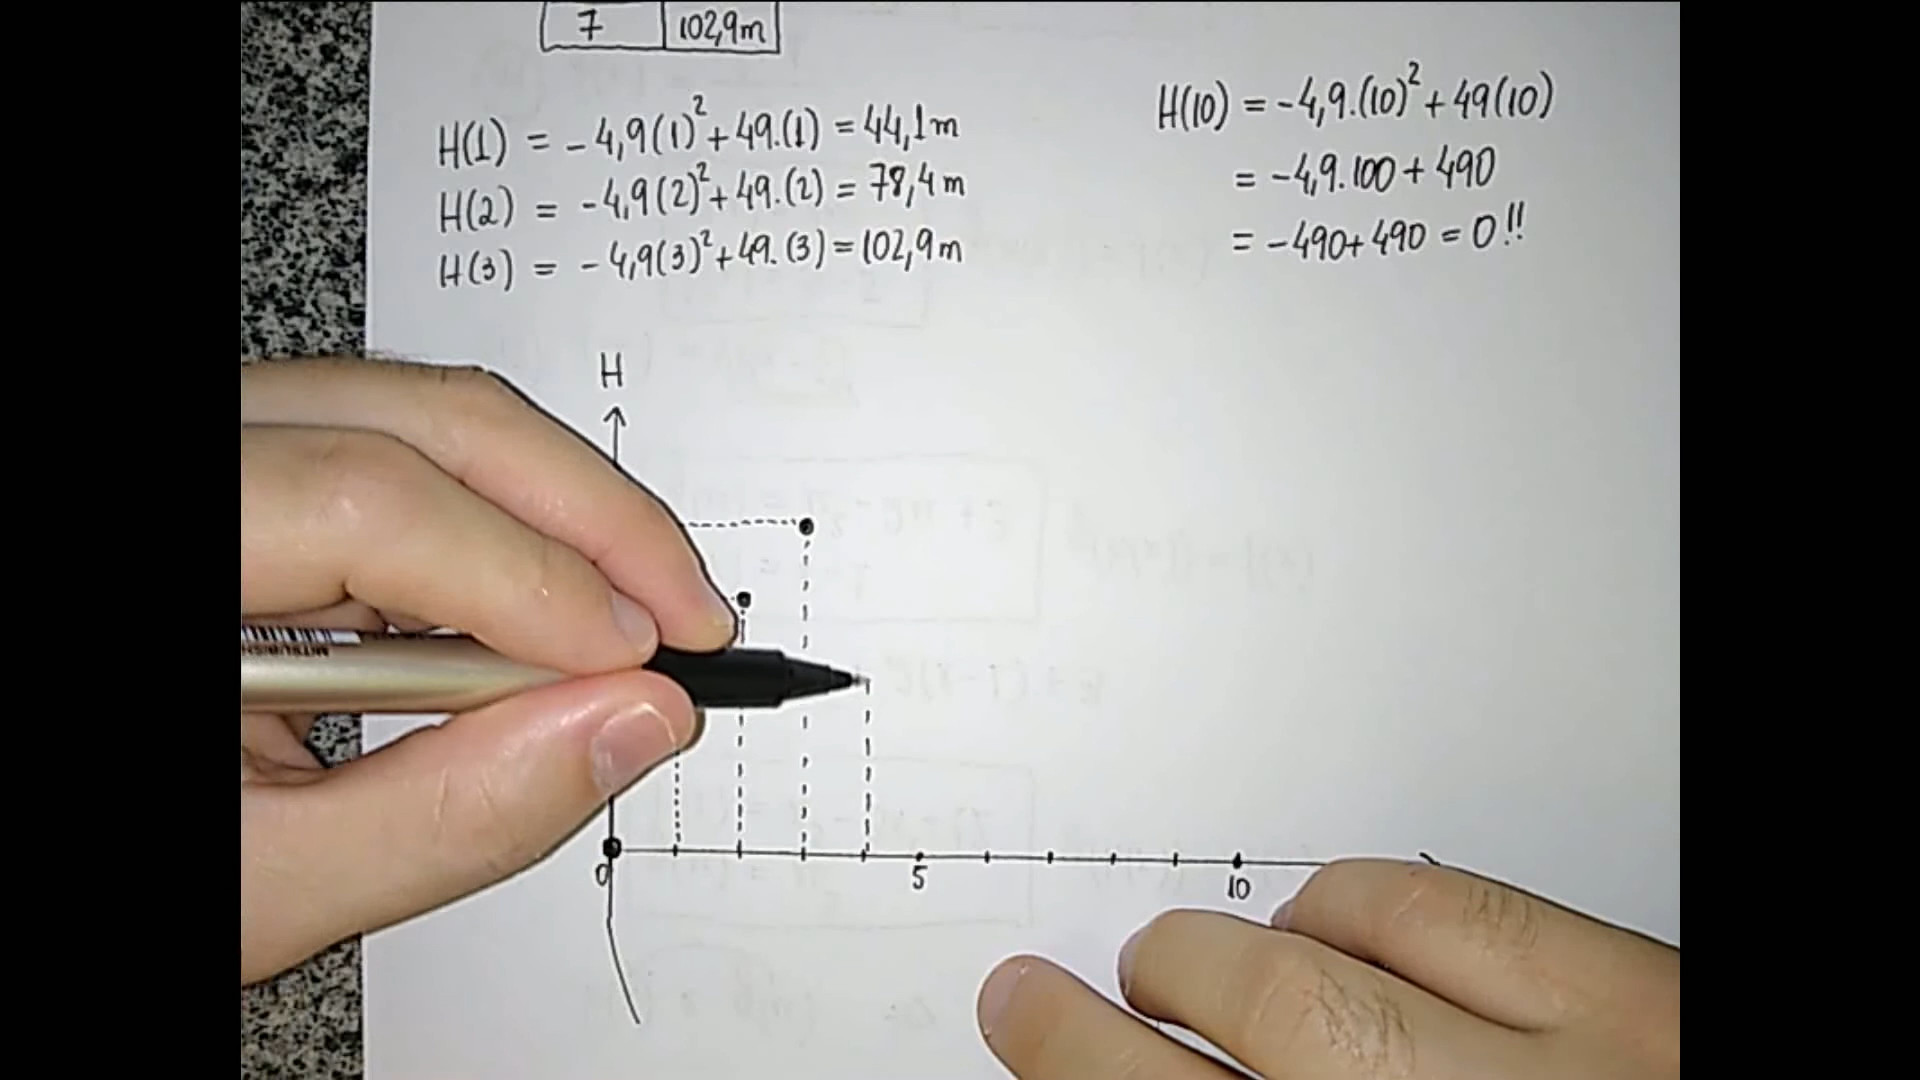 7 102,9m
H(1) = -4,9(1)²+49.(1) = 44,1m
H(2) = -4,9(2)²+49.(2) = 78,4m
H(3) = -4,9(3)²+49.(3) = 102,9m
H(10) = -4,9.(10)²+49(10)
= -4,9.100+490
= -490+490 = 0!!
H
0 5 10